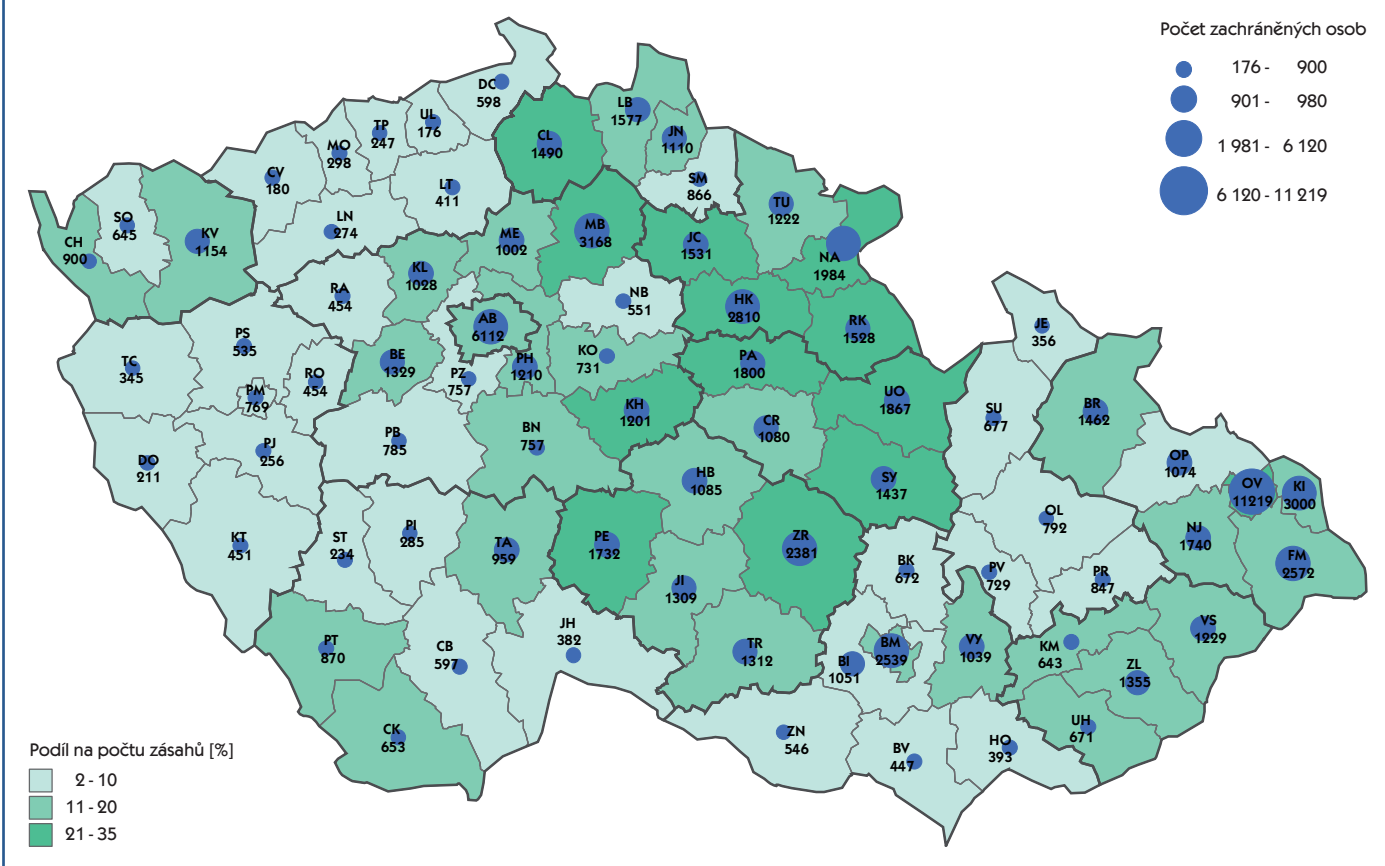 Počet zachráněných osob
176 - 900
901 - 980
1 981 - 6 120
6 120 - 11 219
DC
598
UL
176
TP
247
MO
298
CV
180
LT
411
LN
274
CL
1490
LB
1577
JN
1110
SM
866
TU
1222
SO
645
KV
1154
CH
900
ME
1002
MB
3168
JC
1531
NA
1984
KL
1028
RA
454
NB
551
HK
2810
RK
1528
JE
356
PS
535
AB
6112
TC
345
RO
454
BE
1329
PZ
757
PH
1210
KO
731
PA
1800
PM
769
UO
1867
SU
677
BR
1462
KH
1201
CR
1080
PB
785
BN
757
PJ
256
DO
211
HB
1085
SY
1437
OP
1074
OV
11219
KI
3000
KT
451
ST
234
PI
285
TA
959
PE
1732
ZR
2381
OL
792
NJ
1740
FM
2572
BK
672
PV
729
PR
847
JI
1309
PT
870
CB
597
JH
382
TR
1312
BI
1051
BM
2539
VY
1039
KM
643
VS
1229
ZL
1355
CK
653
ZN
546
BV
447
HO
393
UH
671
Podíl na počtu zásahů [%]
2 - 10
11 - 20
21 - 35